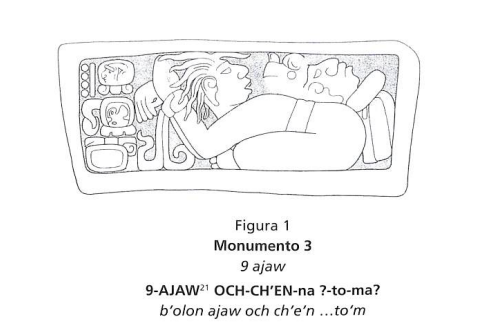 Figura 1
Monumento 3
9 ajaw
9-AJAW²¹ OCH-CH'EN-na ?-to-ma?
b'olon ajaw och ch'e'n …to'm